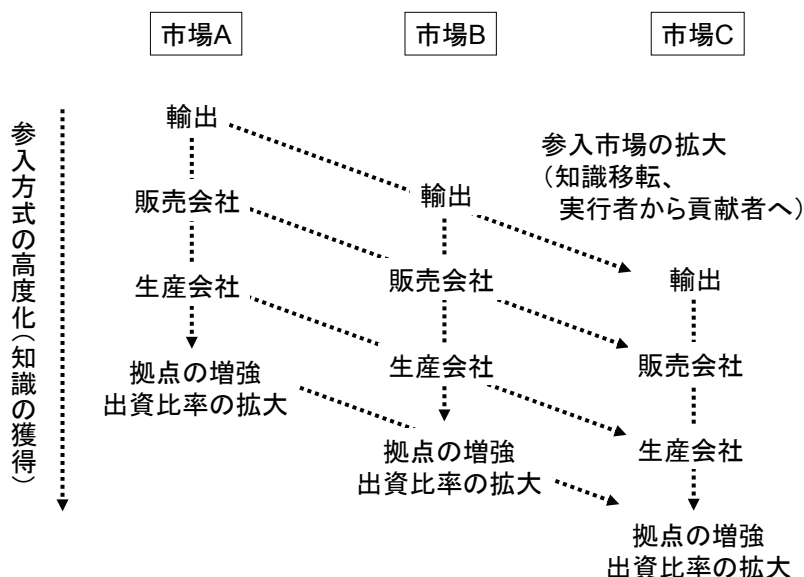 市場A
市場B
市場C
参入方式の高度化(知識の獲得)
輸出
販売会社
生産会社
拠点の増強
出資比率の拡大
輸出
販売会社
生産会社
拠点の増強
出資比率の拡大
参入市場の拡大
(知識移転、
実行者から貢献者へ)
輸出
販売会社
生産会社
拠点の増強
出資比率の拡大